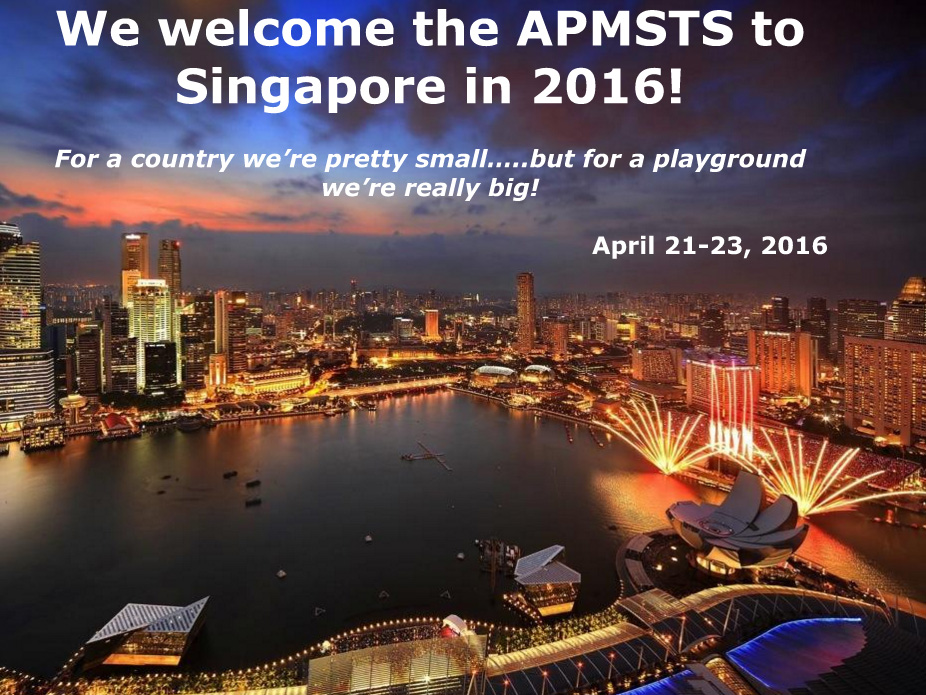 We welcome the APMSTS to
Singapore in 2016!
For a country we’re pretty small.....but for a playground
we’re really big!
April 21-23, 2016